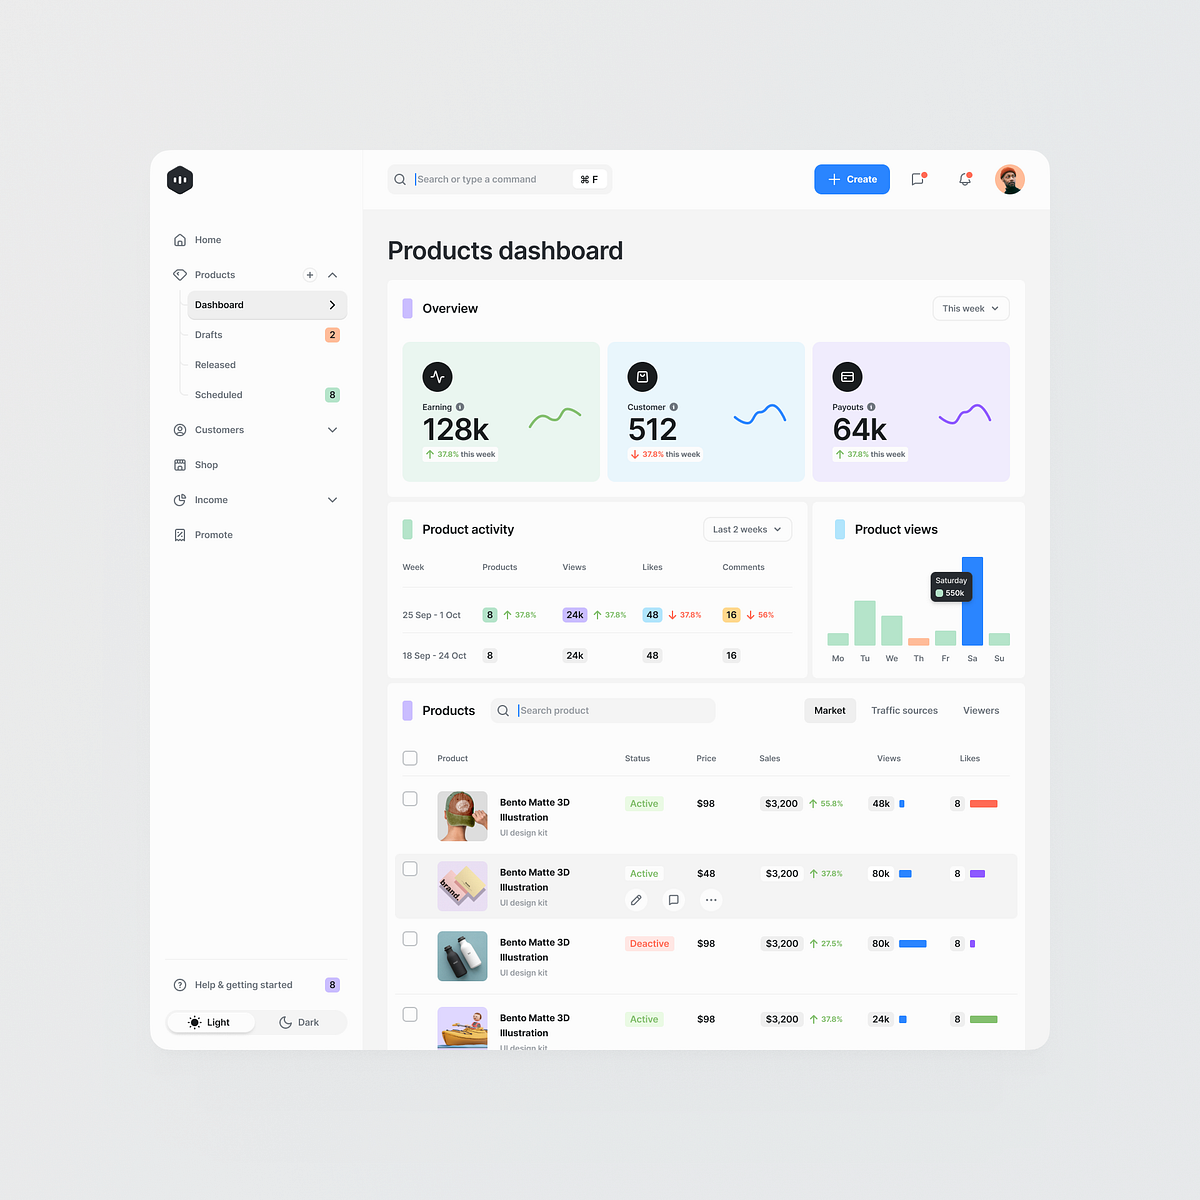 Search or type a command
⌘ F
Create
Home
Products
Dashboard
Drafts
2
Released
Scheduled
8
Customers
Shop
Income
Promote
Help & getting started
8
Light
Dark
Products dashboard
Overview
This week
Earning
128k
37.8% this week
Customer
512
37.8% this week
Payouts
64k
37.8% this week
Product activity
Last 2 weeks
Week Products Views Likes Comments
25 Sep - 1 Oct 8 37.8% 24k 37.8% 48 37.8% 16 56%
18 Sep - 24 Oct 8 24k 48 16
Product views
Saturday
550k
Mo Tu We Th Fr Sa Su
Products
Search product
Market
Traffic sources
Viewers
Product Status Price Sales Views Likes
Bento Matte 3D
Illustration
UI design kit
Active $98 $3,200 55.8% 48k 8
brand.
Bento Matte 3D
Illustration
UI design kit
Active $48 $3,200 37.8% 80k 8
Bento Matte 3D
Illustration
UI design kit
Deactive $98 $3,200 27.5% 80k 8
Bento Matte 3D
Illustration
UI design kit
Active $98 $3,200 37.8% 24k 8